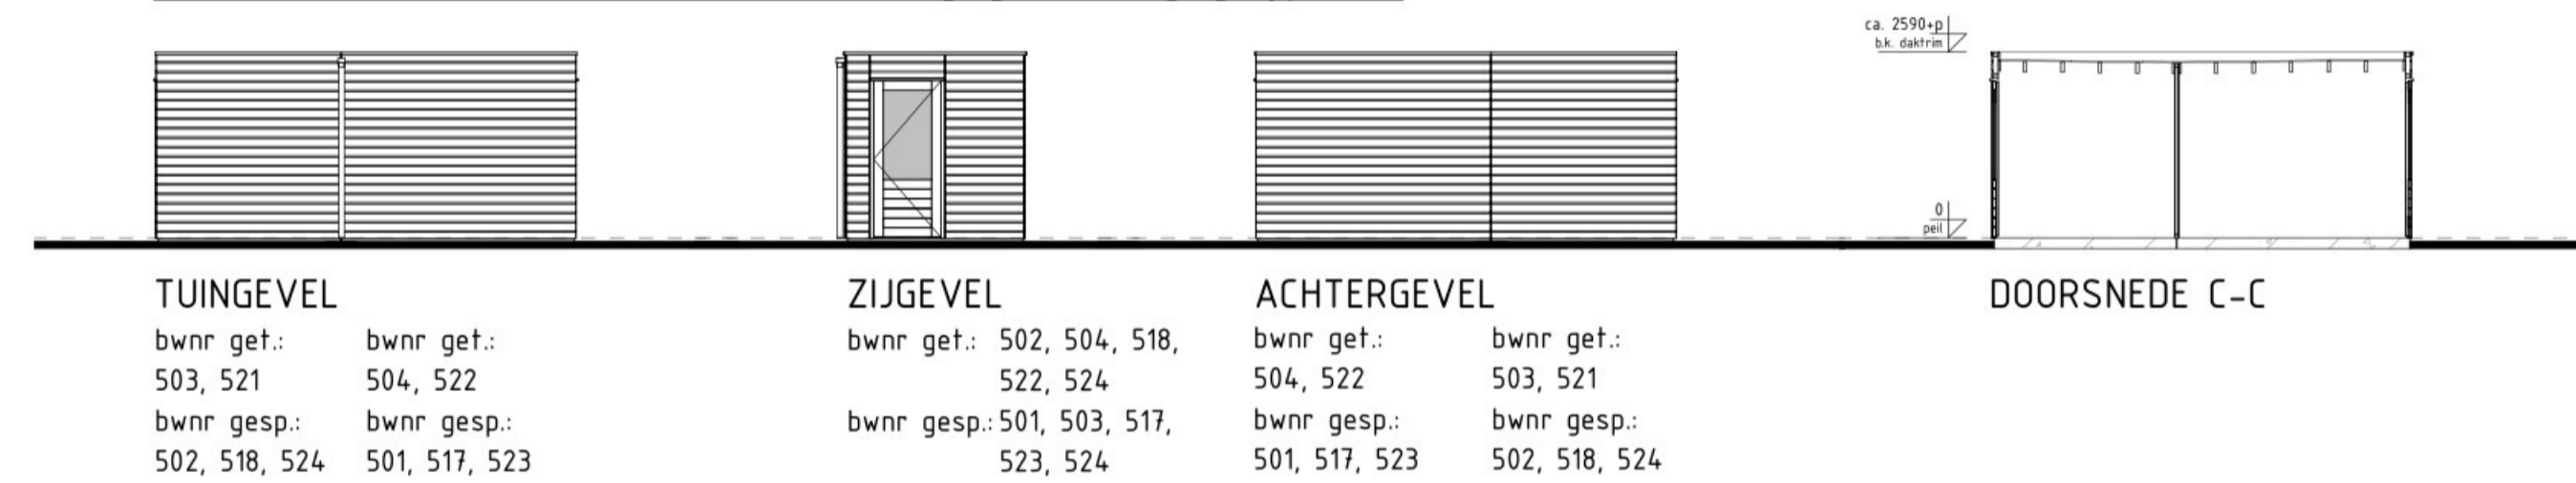 ca. 2590+p
b.k. daktrim
0
peil
TUINGEVEL
bwnr get.: bwnr get.:
503, 521 504, 522
bwnr gesp.: bwnr gesp.:
502, 518, 524 501, 517, 523
ZIJGEVEL
bwnr get.: 502, 504, 518,
522, 524
bwnr gesp.: 501, 503, 517,
523, 524
ACHTERGEVEL
bwnr get.: bwnr get.:
504, 522 503, 521
bwnr gesp.: bwnr gesp.:
501, 517, 523 502, 518, 524
DOORSNEDE C-C